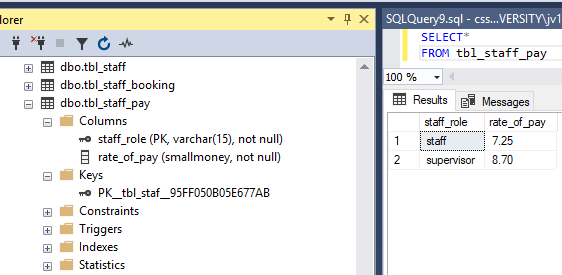 plorer
dbo.tbl_staff
dbo.tbl_staff_booking
dbo.tbl_staff_pay
Columns
staff_role (PK, varchar(15), not null)
rate_of_pay (smallmoney, not null)
Keys
PK__tbl_staf__95FF050B05E677AB
Constraints
Triggers
Indexes
Statistics
SQLQuery9.sql - css...VERSITY\jv1
SELECT*
FROM tbl_staff_pay
100 %
Results Messages
staff_role rate_of_pay
1 staff 7.25
2 supervisor 8.70